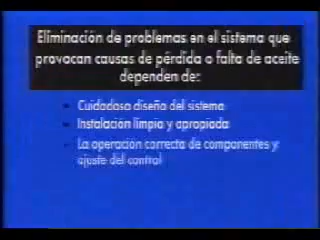 Eliminación de problemas en el sistema que
provocan causas de pérdida o falta de aceite
dependen de:
Cuidadosa diseño del sistema
Instalación limpia y apropiada
La operación correcta de componentes y
ajuste del control